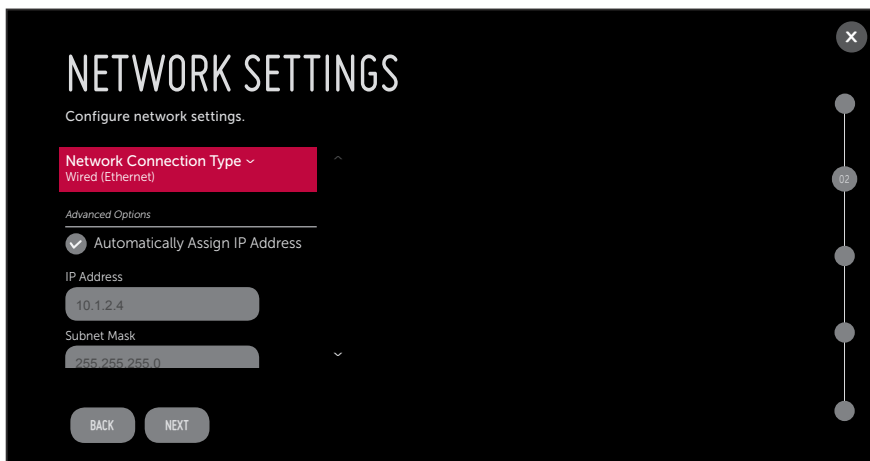 X
NETWORK SETTINGS
Configure network settings.
Network Connection Type
Wired (Ethernet)
02
Advanced Options
Automatically Assign IP Address
IP Address
10.1.2.4
Subnet Mask
255.255.255.0
BACK
NEXT